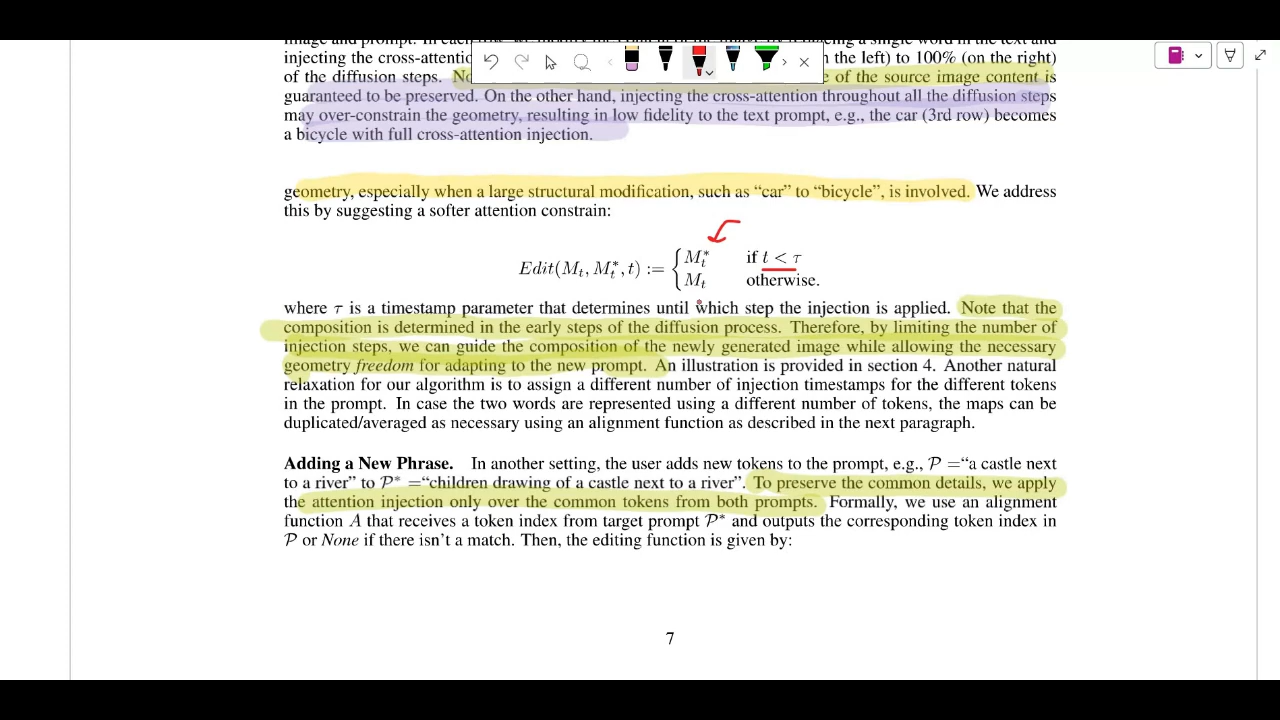 injecting the cross-attentic n the left) to 100% (on the right)
of the diffusion steps. No e of the source image content is
guaranteed to be preserved. On the other hand, injecting the cross-attention throughout all the diffusion steps
may over-constrain the geometry, resulting in low fidelity to the text prompt, e.g., the car (3rd row) becomes
a bicycle with full cross-attention injection.
geometry, especially when a large structural modification, such as “car” to “bicycle”, is involved. We address
this by suggesting a softer attention constrain:
Edit(M_t, M_t^*, t) := { M_t^* if t < τ
M_t otherwise.
where τ is a timestamp parameter that determines until which step the injection is applied. Note that the
composition is determined in the early steps of the diffusion process. Therefore, by limiting the number of
injection steps, we can guide the composition of the newly generated image while allowing the necessary
geometry freedom for adapting to the new prompt. An illustration is provided in section 4. Another natural
relaxation for our algorithm is to assign a different number of injection timestamps for the different tokens
in the prompt. In case the two words are represented using a different number of tokens, the maps can be
duplicated/averaged as necessary using an alignment function as described in the next paragraph.
Adding a New Phrase. In another setting, the user adds new tokens to the prompt, e.g., P =“a castle next
to a river” to P* =“children drawing of a castle next to a river”. To preserve the common details, we apply
the attention injection only over the common tokens from both prompts. Formally, we use an alignment
function A that receives a token index from target prompt P* and outputs the corresponding token index in
P or None if there isn’t a match. Then, the editing function is given by:
7